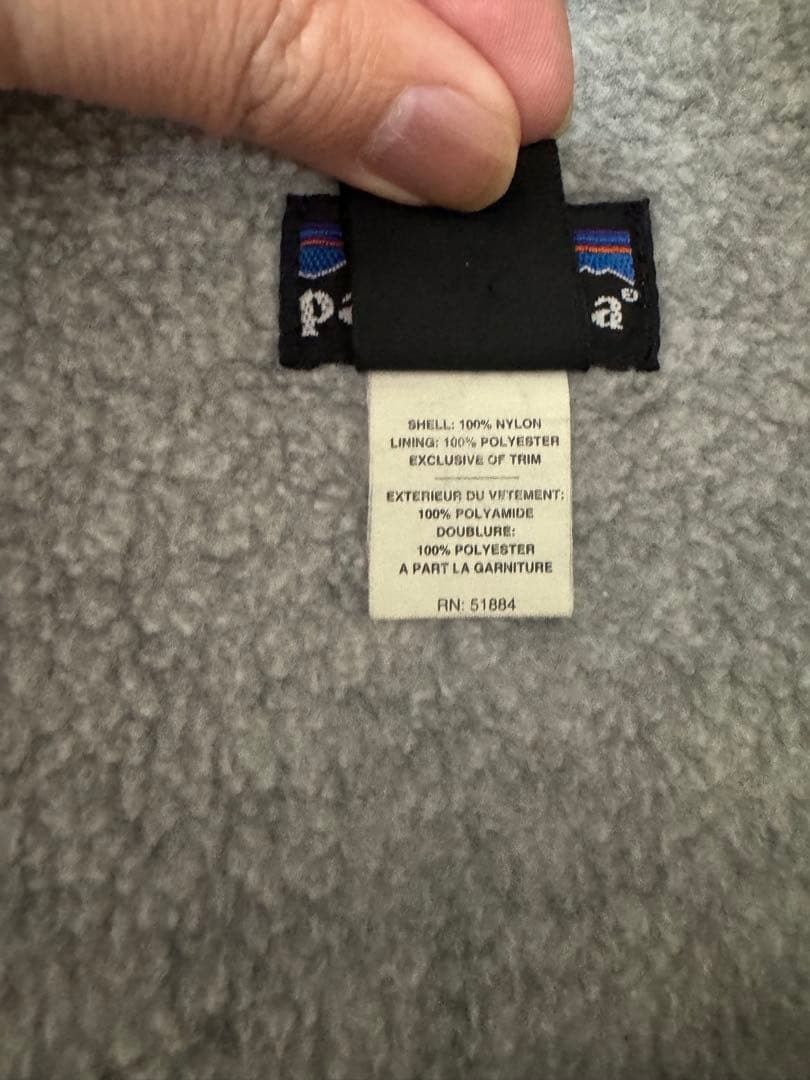 pa a®
SHELL: 100% NYLON
LINING: 100% POLYESTER
EXCLUSIVE OF TRIM
EXTERIEUR DU VETEMENT:
100% POLYAMIDE
DOUBLURE:
100% POLYESTER
A PART LA GARNITURE
RN: 51884